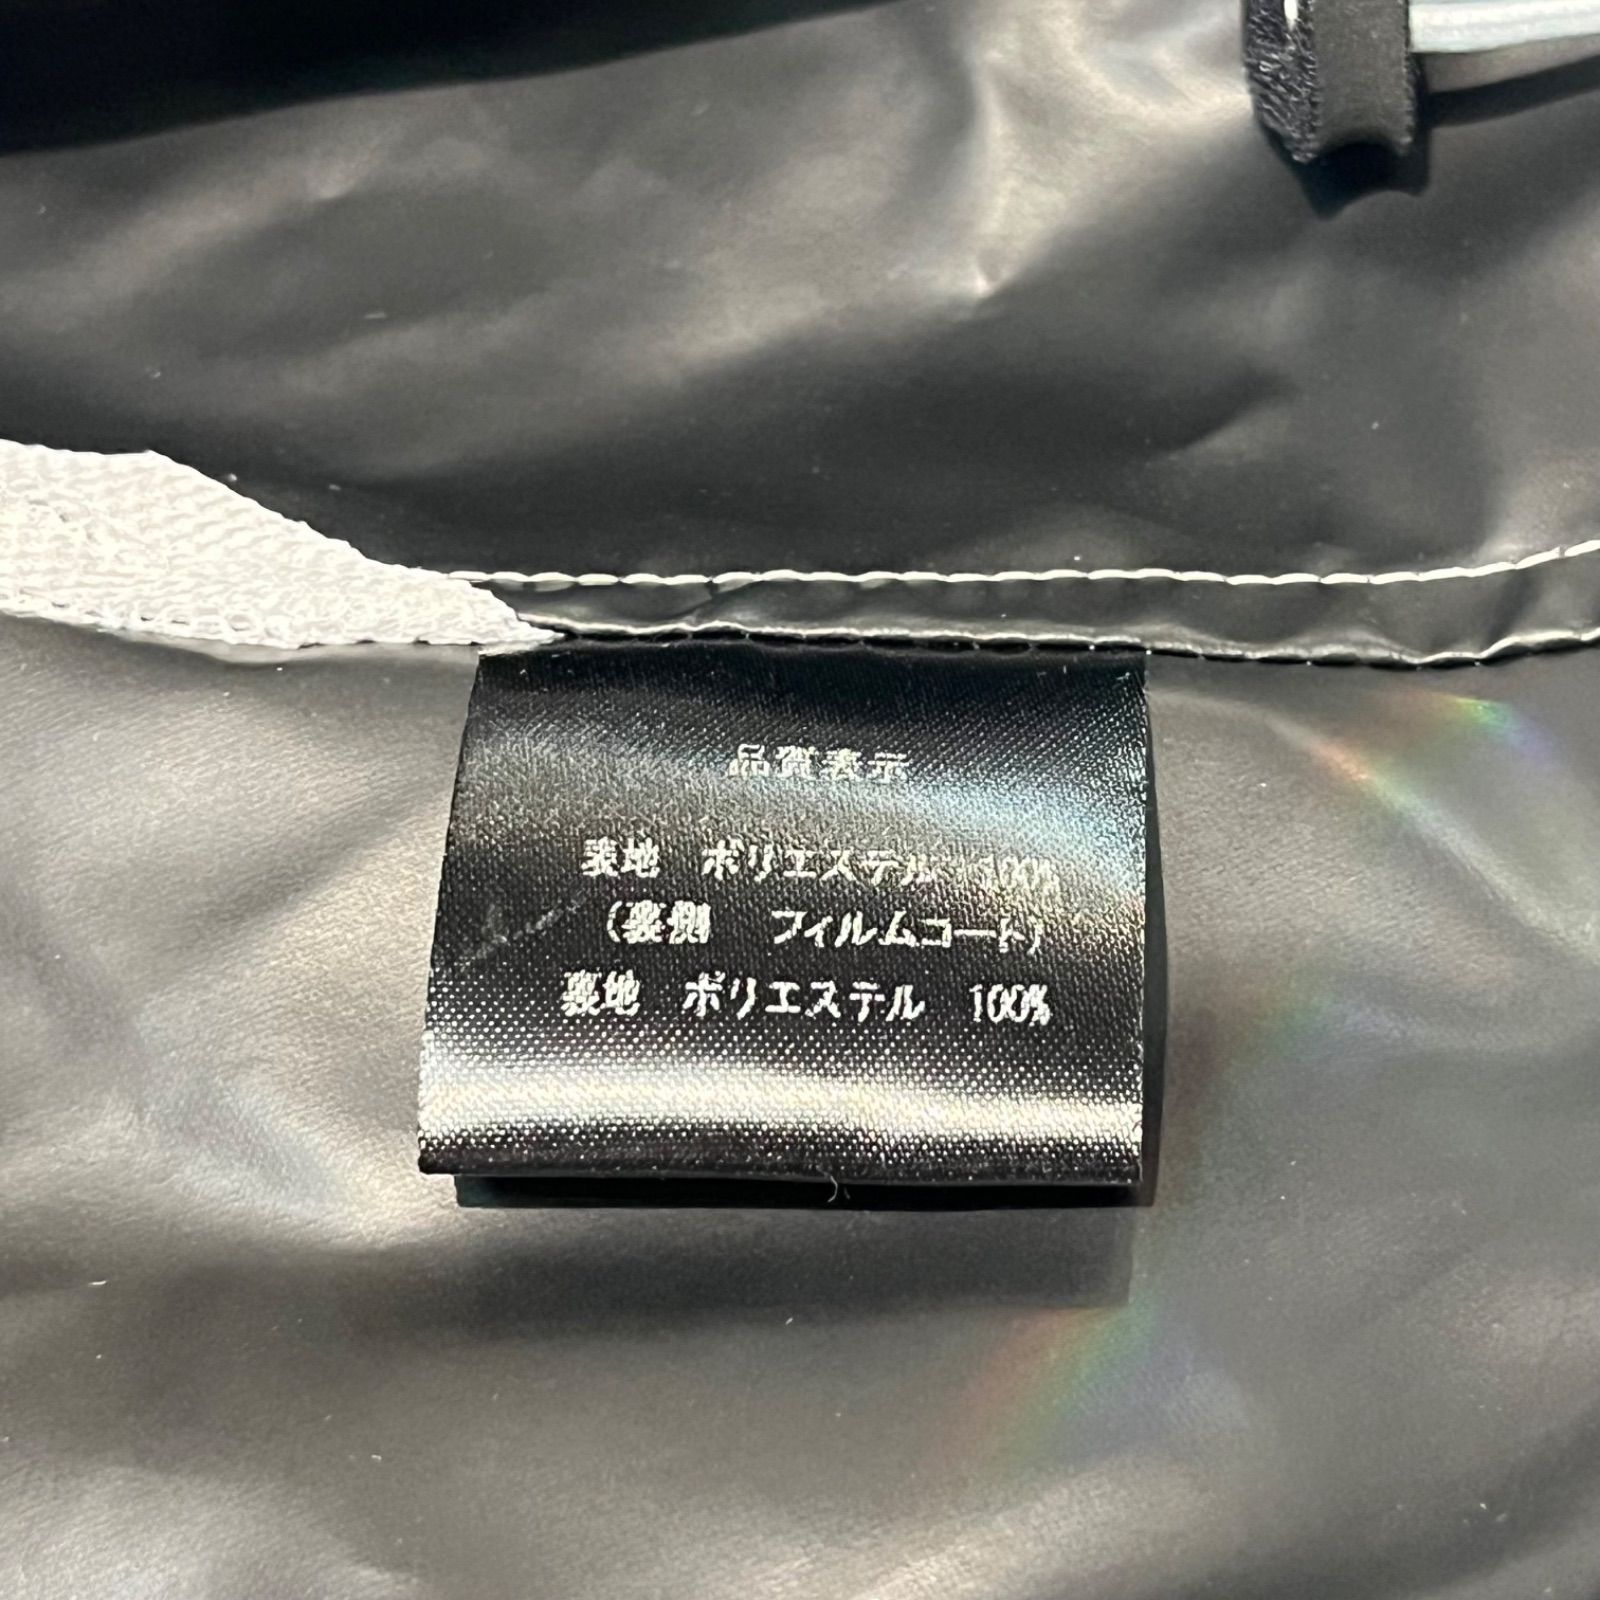 品質表示
表地　ポリエステル　100%
（裏側　フィルムコート）
裏地　ポリエステル　100%